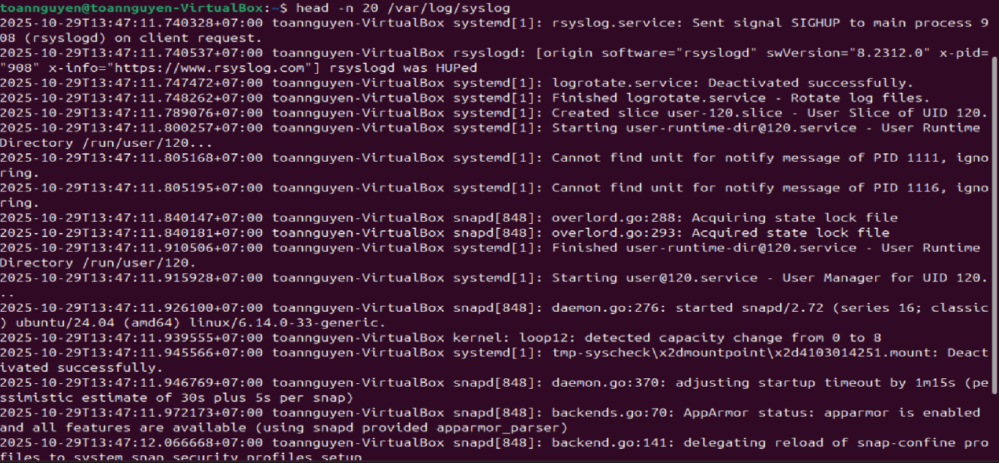 toannguyen@toannguyen-VirtualBox:~$ head -n 20 /var/log/syslog
2025-10-29T13:47:11.740328+07:00 toannguyen-VirtualBox systemd[1]: rsyslog.service: Sent signal SIGHUP to main process 9
08 (rsyslogd) on client request.
2025-10-29T13:47:11.740537+07:00 toannguyen-VirtualBox rsyslogd: [origin software="rsyslogd" swVersion="8.2312.0" x-pid=
"908" x-info="https://www.rsyslog.com"] rsyslogd was HUPed
2025-10-29T13:47:11.747472+07:00 toannguyen-VirtualBox systemd[1]: logrotate.service: Deactivated successfully.
2025-10-29T13:47:11.748262+07:00 toannguyen-VirtualBox systemd[1]: Finished logrotate.service - Rotate log files.
2025-10-29T13:47:11.789076+07:00 toannguyen-VirtualBox systemd[1]: Created slice user-120.slice - User Slice of UID 120.
2025-10-29T13:47:11.800257+07:00 toannguyen-VirtualBox systemd[1]: Starting user-runtime-dir@120.service - User Runtime
Directory /run/user/120...
2025-10-29T13:47:11.805168+07:00 toannguyen-VirtualBox systemd[1]: Cannot find unit for notify message of PID 1111, igno
ring.
2025-10-29T13:47:11.805195+07:00 toannguyen-VirtualBox systemd[1]: Cannot find unit for notify message of PID 1116, igno
ring.
2025-10-29T13:47:11.840147+07:00 toannguyen-VirtualBox snapd[848]: overlord.go:288: Acquiring state lock file
2025-10-29T13:47:11.840181+07:00 toannguyen-VirtualBox snapd[848]: overlord.go:293: Acquired state lock file
2025-10-29T13:47:11.910506+07:00 toannguyen-VirtualBox systemd[1]: Finished user-runtime-dir@120.service - User Runtime
Directory /run/user/120.
2025-10-29T13:47:11.915928+07:00 toannguyen-VirtualBox systemd[1]: Starting user@120.service - User Manager for UID 120.
..
2025-10-29T13:47:11.926100+07:00 toannguyen-VirtualBox snapd[848]: daemon.go:276: started snapd/2.72 (series 16; classic
) ubuntu/24.04 (amd64) linux/6.14.0-33-generic.
2025-10-29T13:47:11.939555+07:00 toannguyen-VirtualBox kernel: loop12: detected capacity change from 0 to 8
2025-10-29T13:47:11.945566+07:00 toannguyen-VirtualBox systemd[1]: tmp-syscheck\x2dmountpoint\x2d4103014251.mount: Deact
ivated successfully.
2025-10-29T13:47:11.946769+07:00 toannguyen-VirtualBox snapd[848]: daemon.go:370: adjusting startup timeout by 1m15s (pe
ssimistic estimate of 30s plus 5s per snap)
2025-10-29T13:47:11.972173+07:00 toannguyen-VirtualBox snapd[848]: backends.go:70: AppArmor status: apparmor is enabled
and all features are available (using snapd provided apparmor_parser)
2025-10-29T13:47:12.066668+07:00 toannguyen-VirtualBox snapd[848]: backend.go:141: delegating reload of snap-confine pro
files to system snap security profiles setup